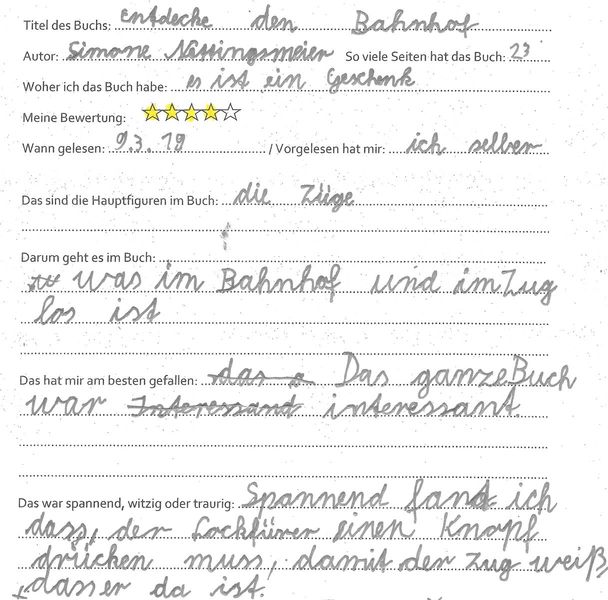 Titel des Buchs: entdecke den Bahnhof
Autor: Simone Nettingsmeier So viele Seiten hat das Buch: 23
Woher ich das Buch habe: es ist ein Geschenk
Meine Bewertung:
Wann gelesen: 9.3.19 / Vorgelesen hat mir: ich selber
Das sind die Hauptfiguren im Buch: die Züge
Darum geht es im Buch:
was im Bahnhof und im Zug
los ist
Das hat mir am besten gefallen: das Das ganze Buch
war Interessand interessant.
Das war spannend, witzig oder traurig: Spannend fand ich
dass, der Lockfürer einen Knopf
drücken muss, damit der Zug weiß,
dass er da ist.